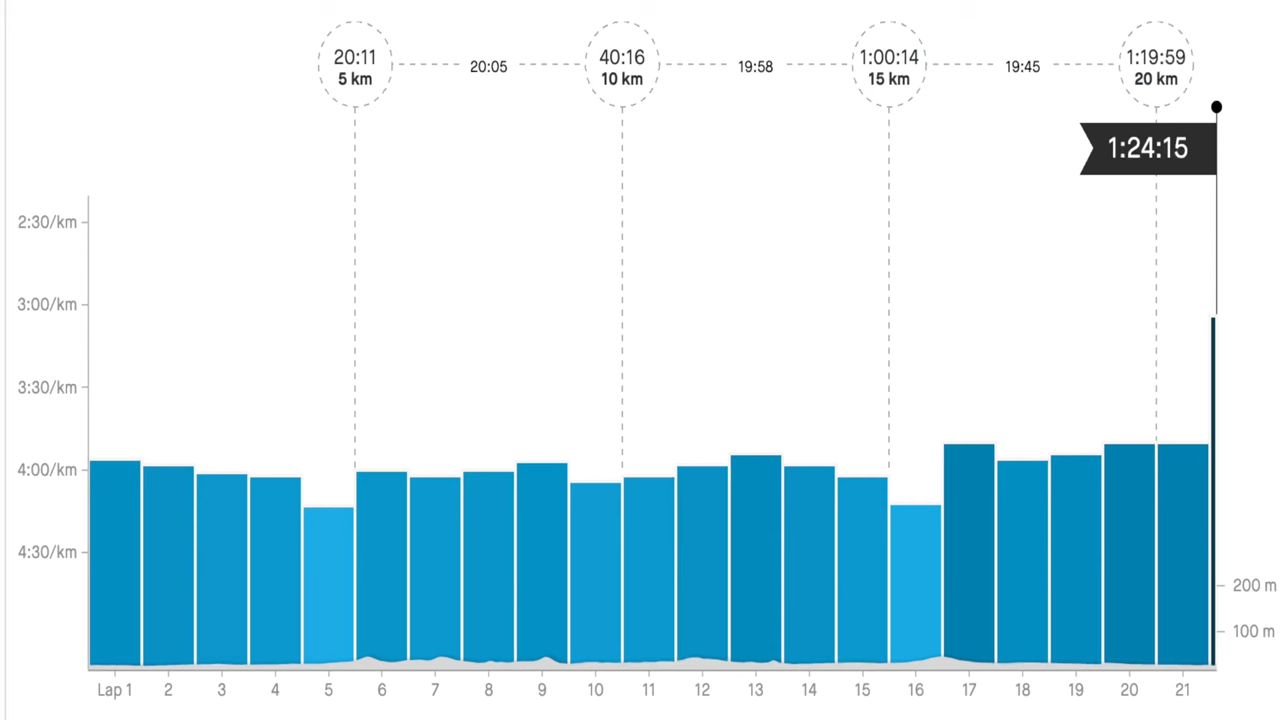 20:11
5 km
20:05
40:16
10 km
19:58
1:00:14
15 km
19:45
1:19:59
20 km
1:24:15
2:30/km
3:00/km
3:30/km
4:00/km
4:30/km
200 m
100 m
Lap 1 2 3 4 5 6 7 8 9 10 11 12 13 14 15 16 17 18 19 20 21